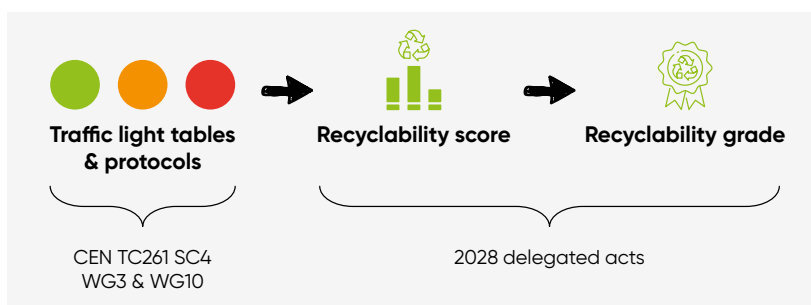 Traffic light tables
& protocols
Recyclability score
Recyclability grade
CEN TC261 SC4
WG3 & WG10
2028 delegated acts